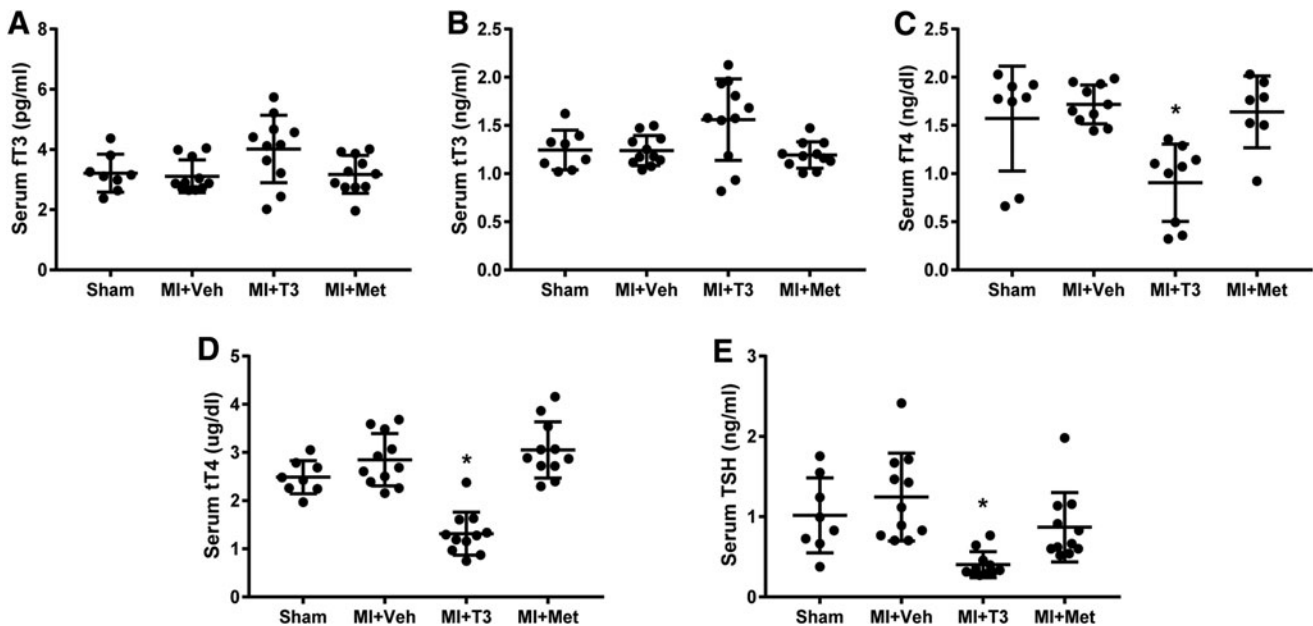 A
Serum fT3 (pg/ml)
8
6
4
2
0
Sham MI+Veh MI+T3 MI+Met
B
Serum tT3 (ng/ml)
2.5
2.0
1.5
1.0
0.5
0.0
Sham MI+Veh MI+T3 MI+Met
C
Serum fT4 (ng/dl)
2.5
2.0
1.5
1.0
0.5
0.0
*
Sham MI+Veh MI+T3 MI+Met
D
Serum tT4 (ug/dl)
5
4
3
2
1
0
*
Sham MI+Veh MI+T3 MI+Met
E
Serum TSH (ng/ml)
3
2
1
0
*
Sham MI+Veh MI+T3 MI+Met